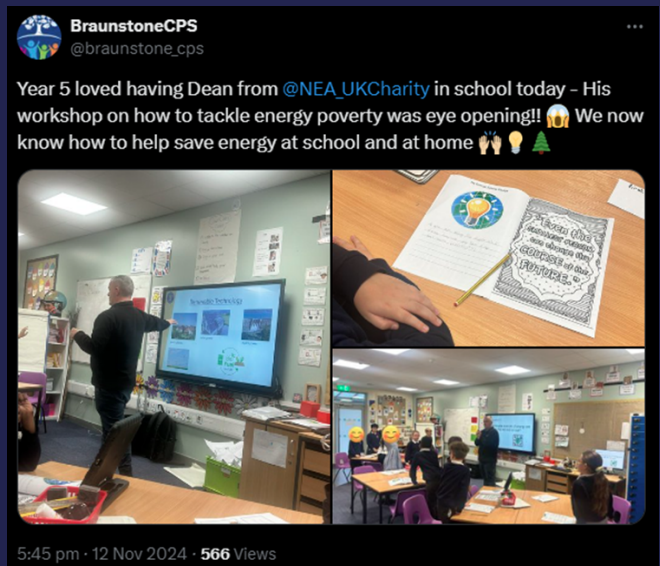 BraunstoneCPS
@braunstone_cps
Year 5 loved having Dean from @NEA_UKCharity in school today – His
workshop on how to tackle energy poverty was eye opening!! 😱 We now
know how to help save energy at school and at home 🙌🏻 💡 🌲
Renewable Technology
"Even the
smallest person
can change the
COURSE of the
FUTURE."
5:45 pm · 12 Nov 2024 · 566 Views